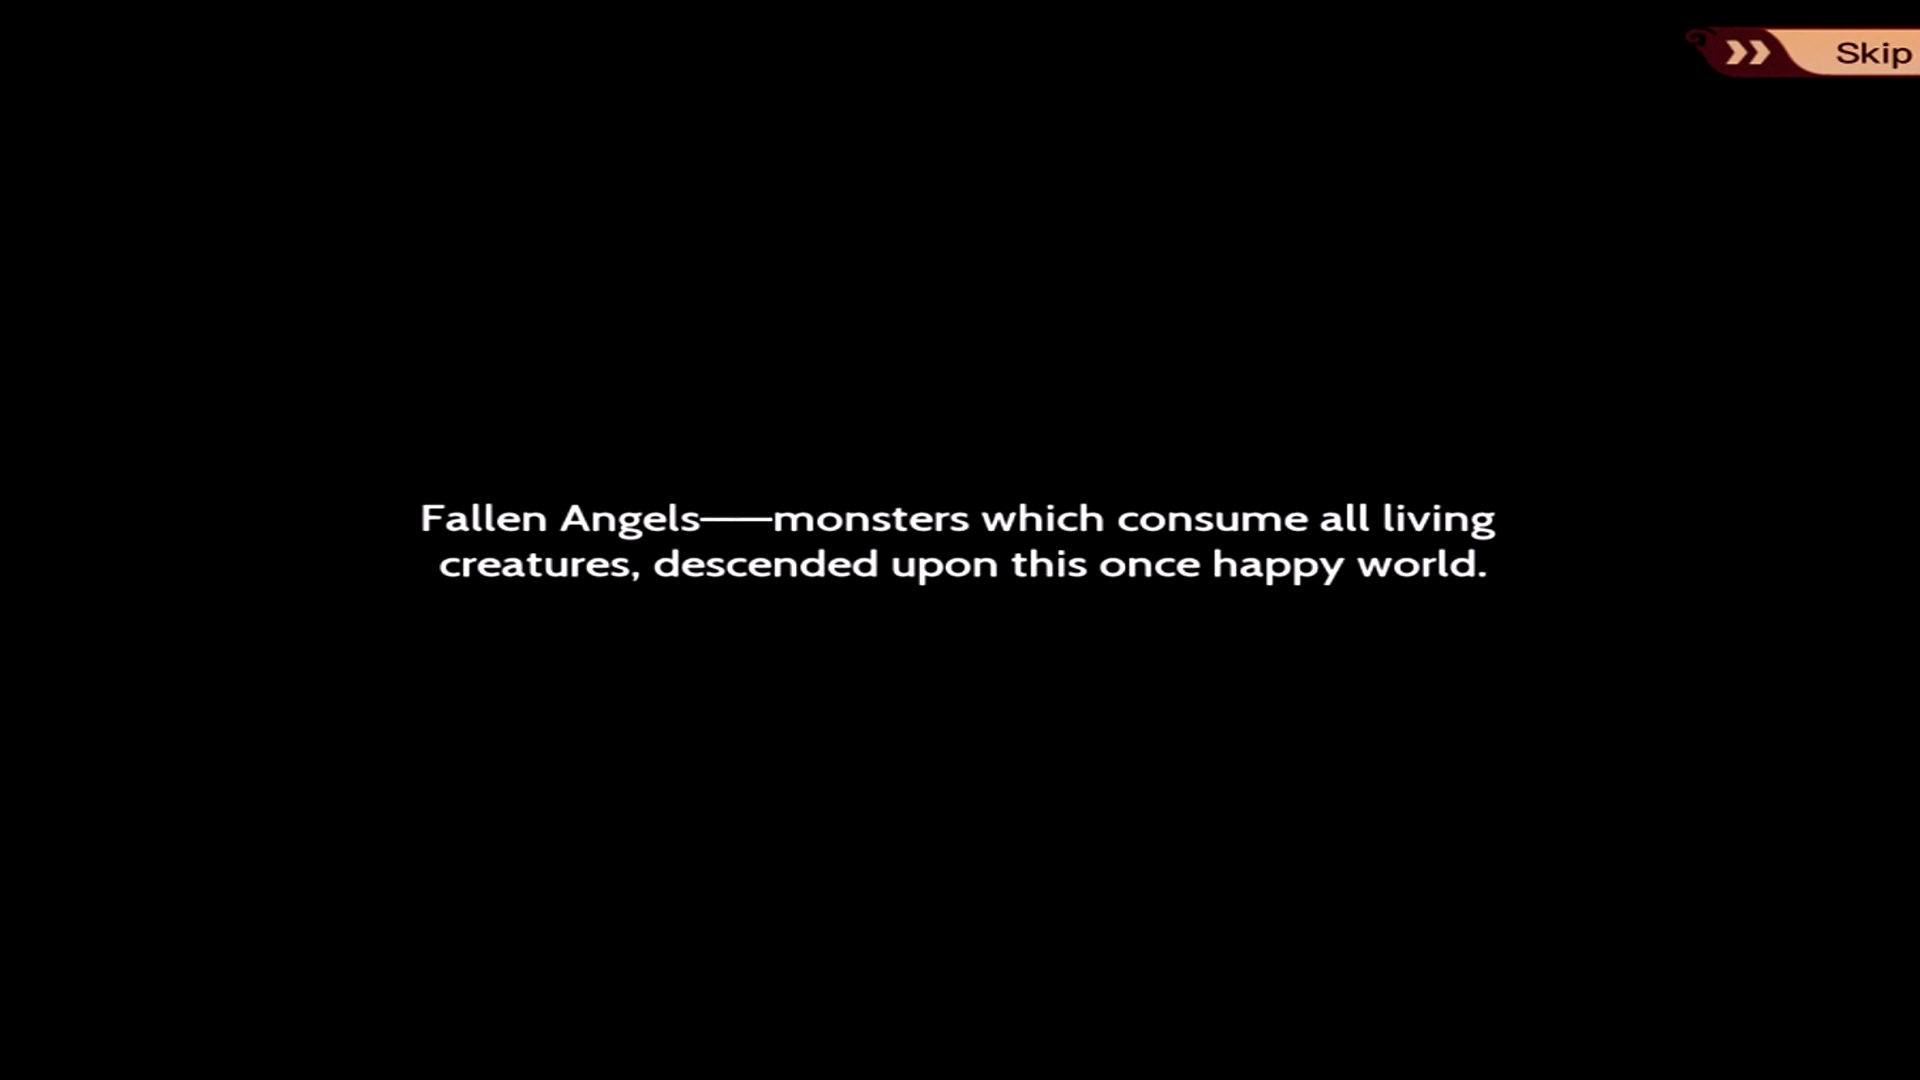 Skip
Fallen Angels——monsters which consume all living
creatures, descended upon this once happy world.